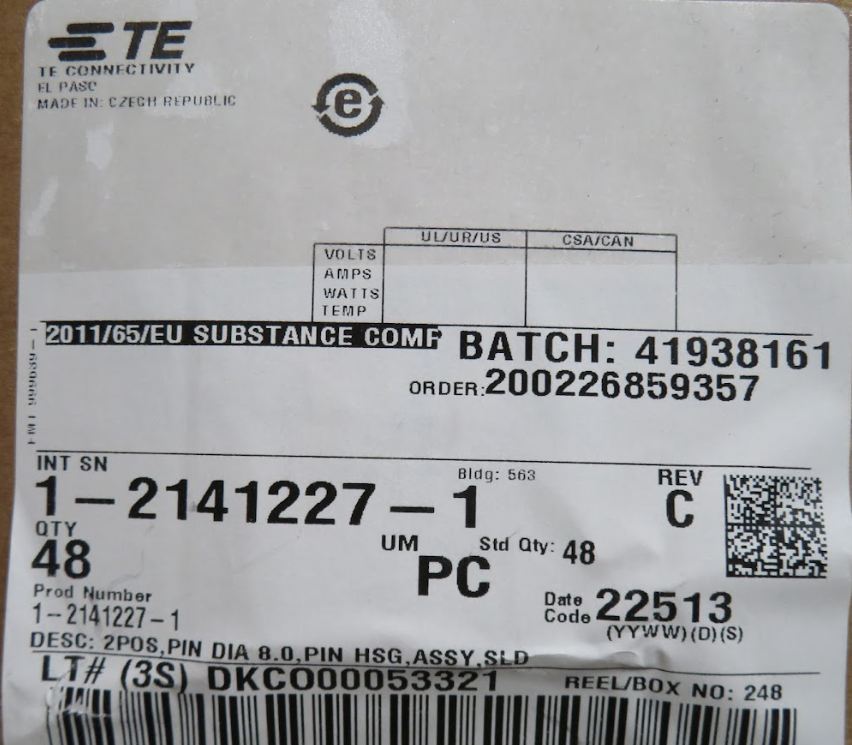 TE
TE CONNECTIVITY
EL PASO
MADE IN: CZECH REPUBLIC
e
UL/UR/US CSA/CAN
VOLTS
AMPS
WATTS
TEMP
2011/65/EU SUBSTANCE COMP
BATCH: 41938161
ORDER:200226859357
INT SN
Bldg: 563
REV
1-2141227-1
C
QTY
48
UM
PC
Std Qty: 48
Prod Number
1-2141227-1
Date Code 22513
(YYWW)(D)(S)
DESC: 2POS,PIN DIA 8.0,PIN HSG,ASSY,SLD
LT# (3S) DKCO00053321
REEL/BOX NO: 248